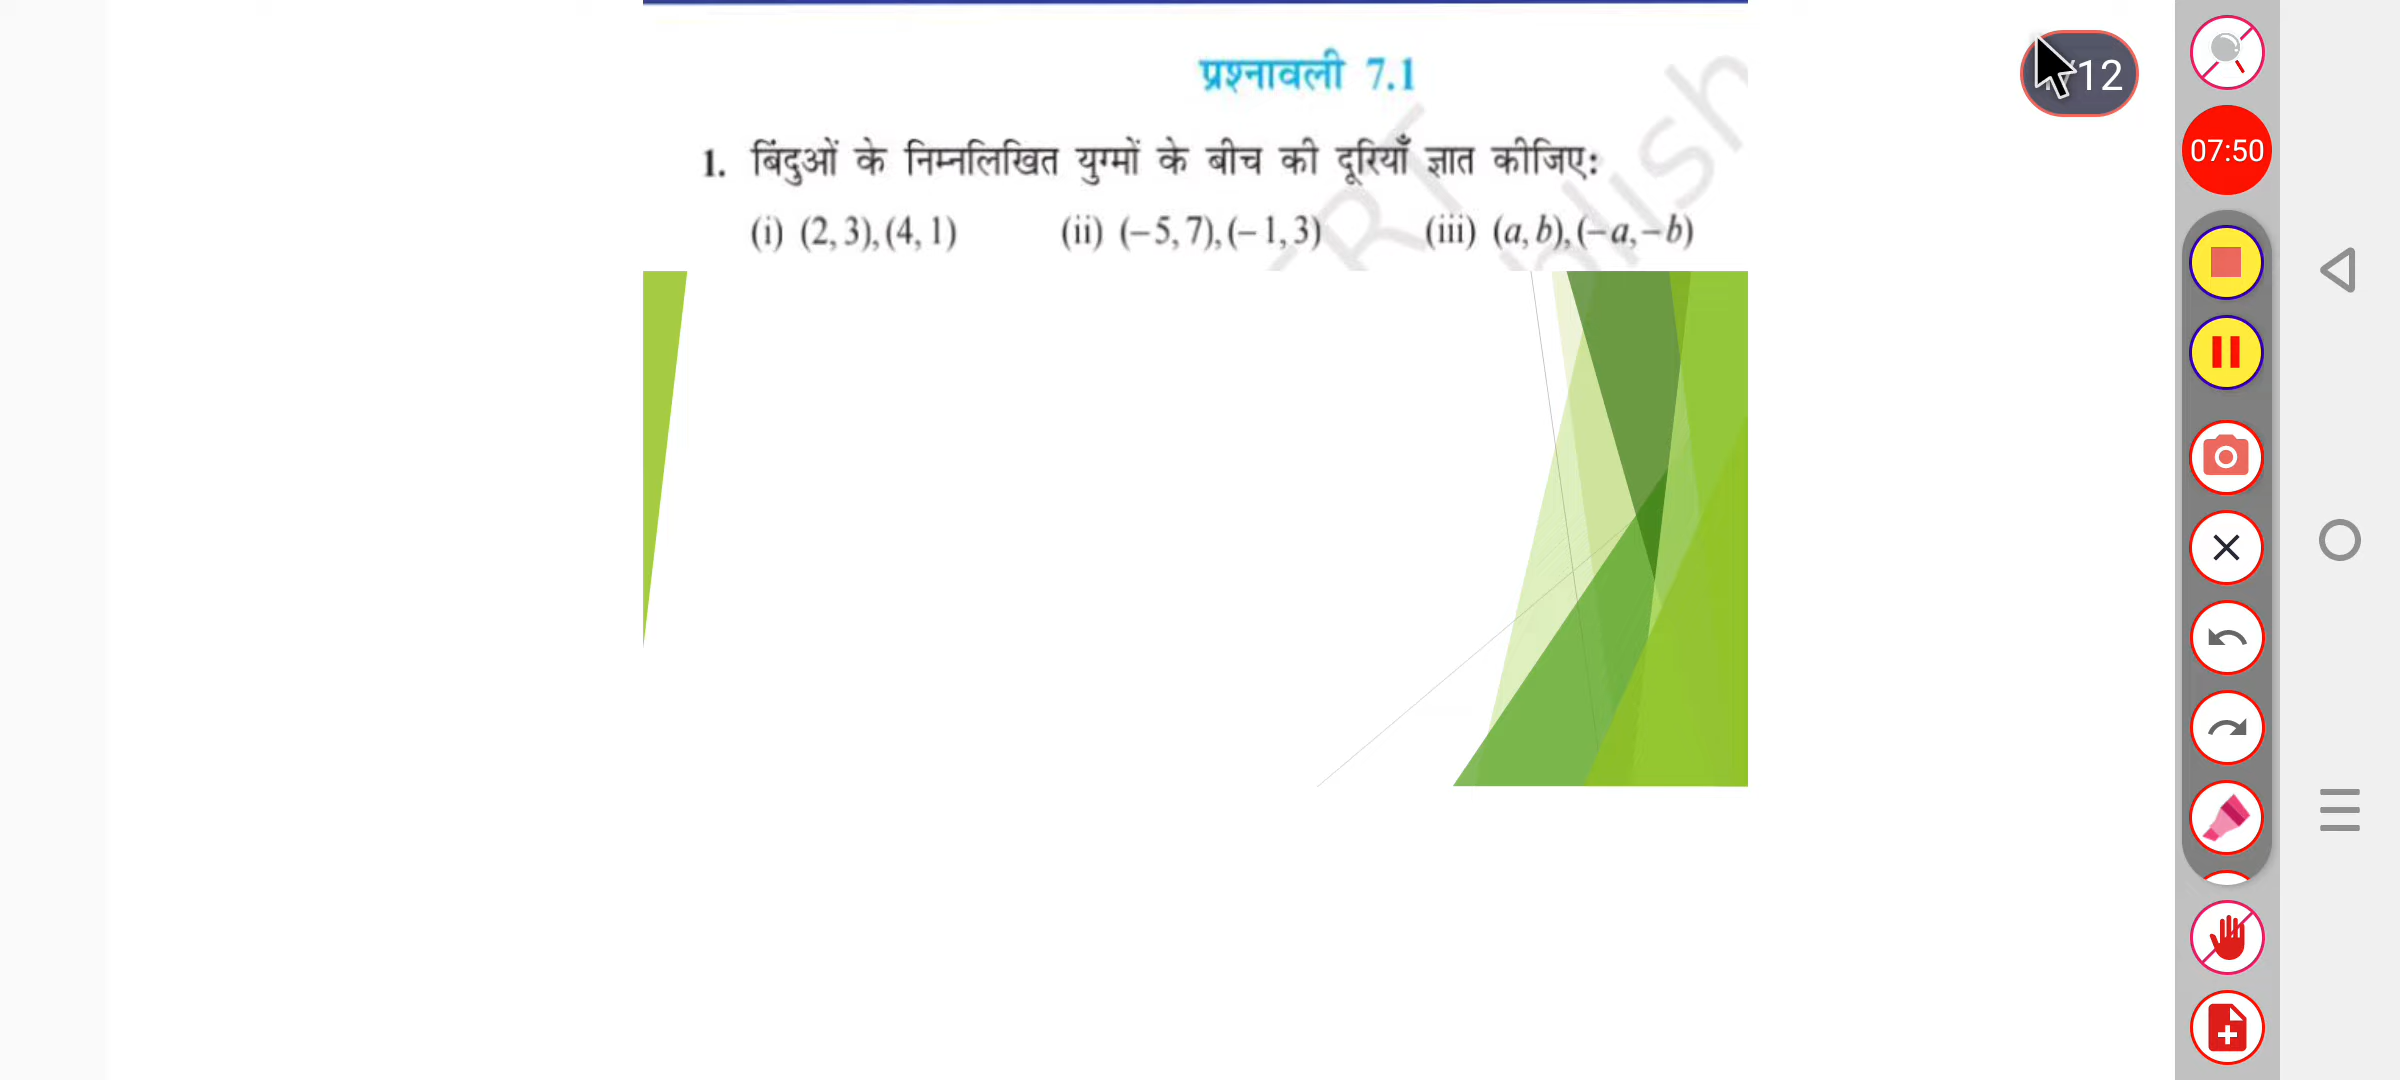 प्रश्नावली 7.1
/12
07:50
1. बिंदुओं के निम्नलिखित युग्मों के बीच की दूरियाँ ज्ञात कीजिए:
(i) (2, 3), (4, 1) (ii) (– 5, 7), (– 1, 3) (iii) (a, b), (– a, – b)